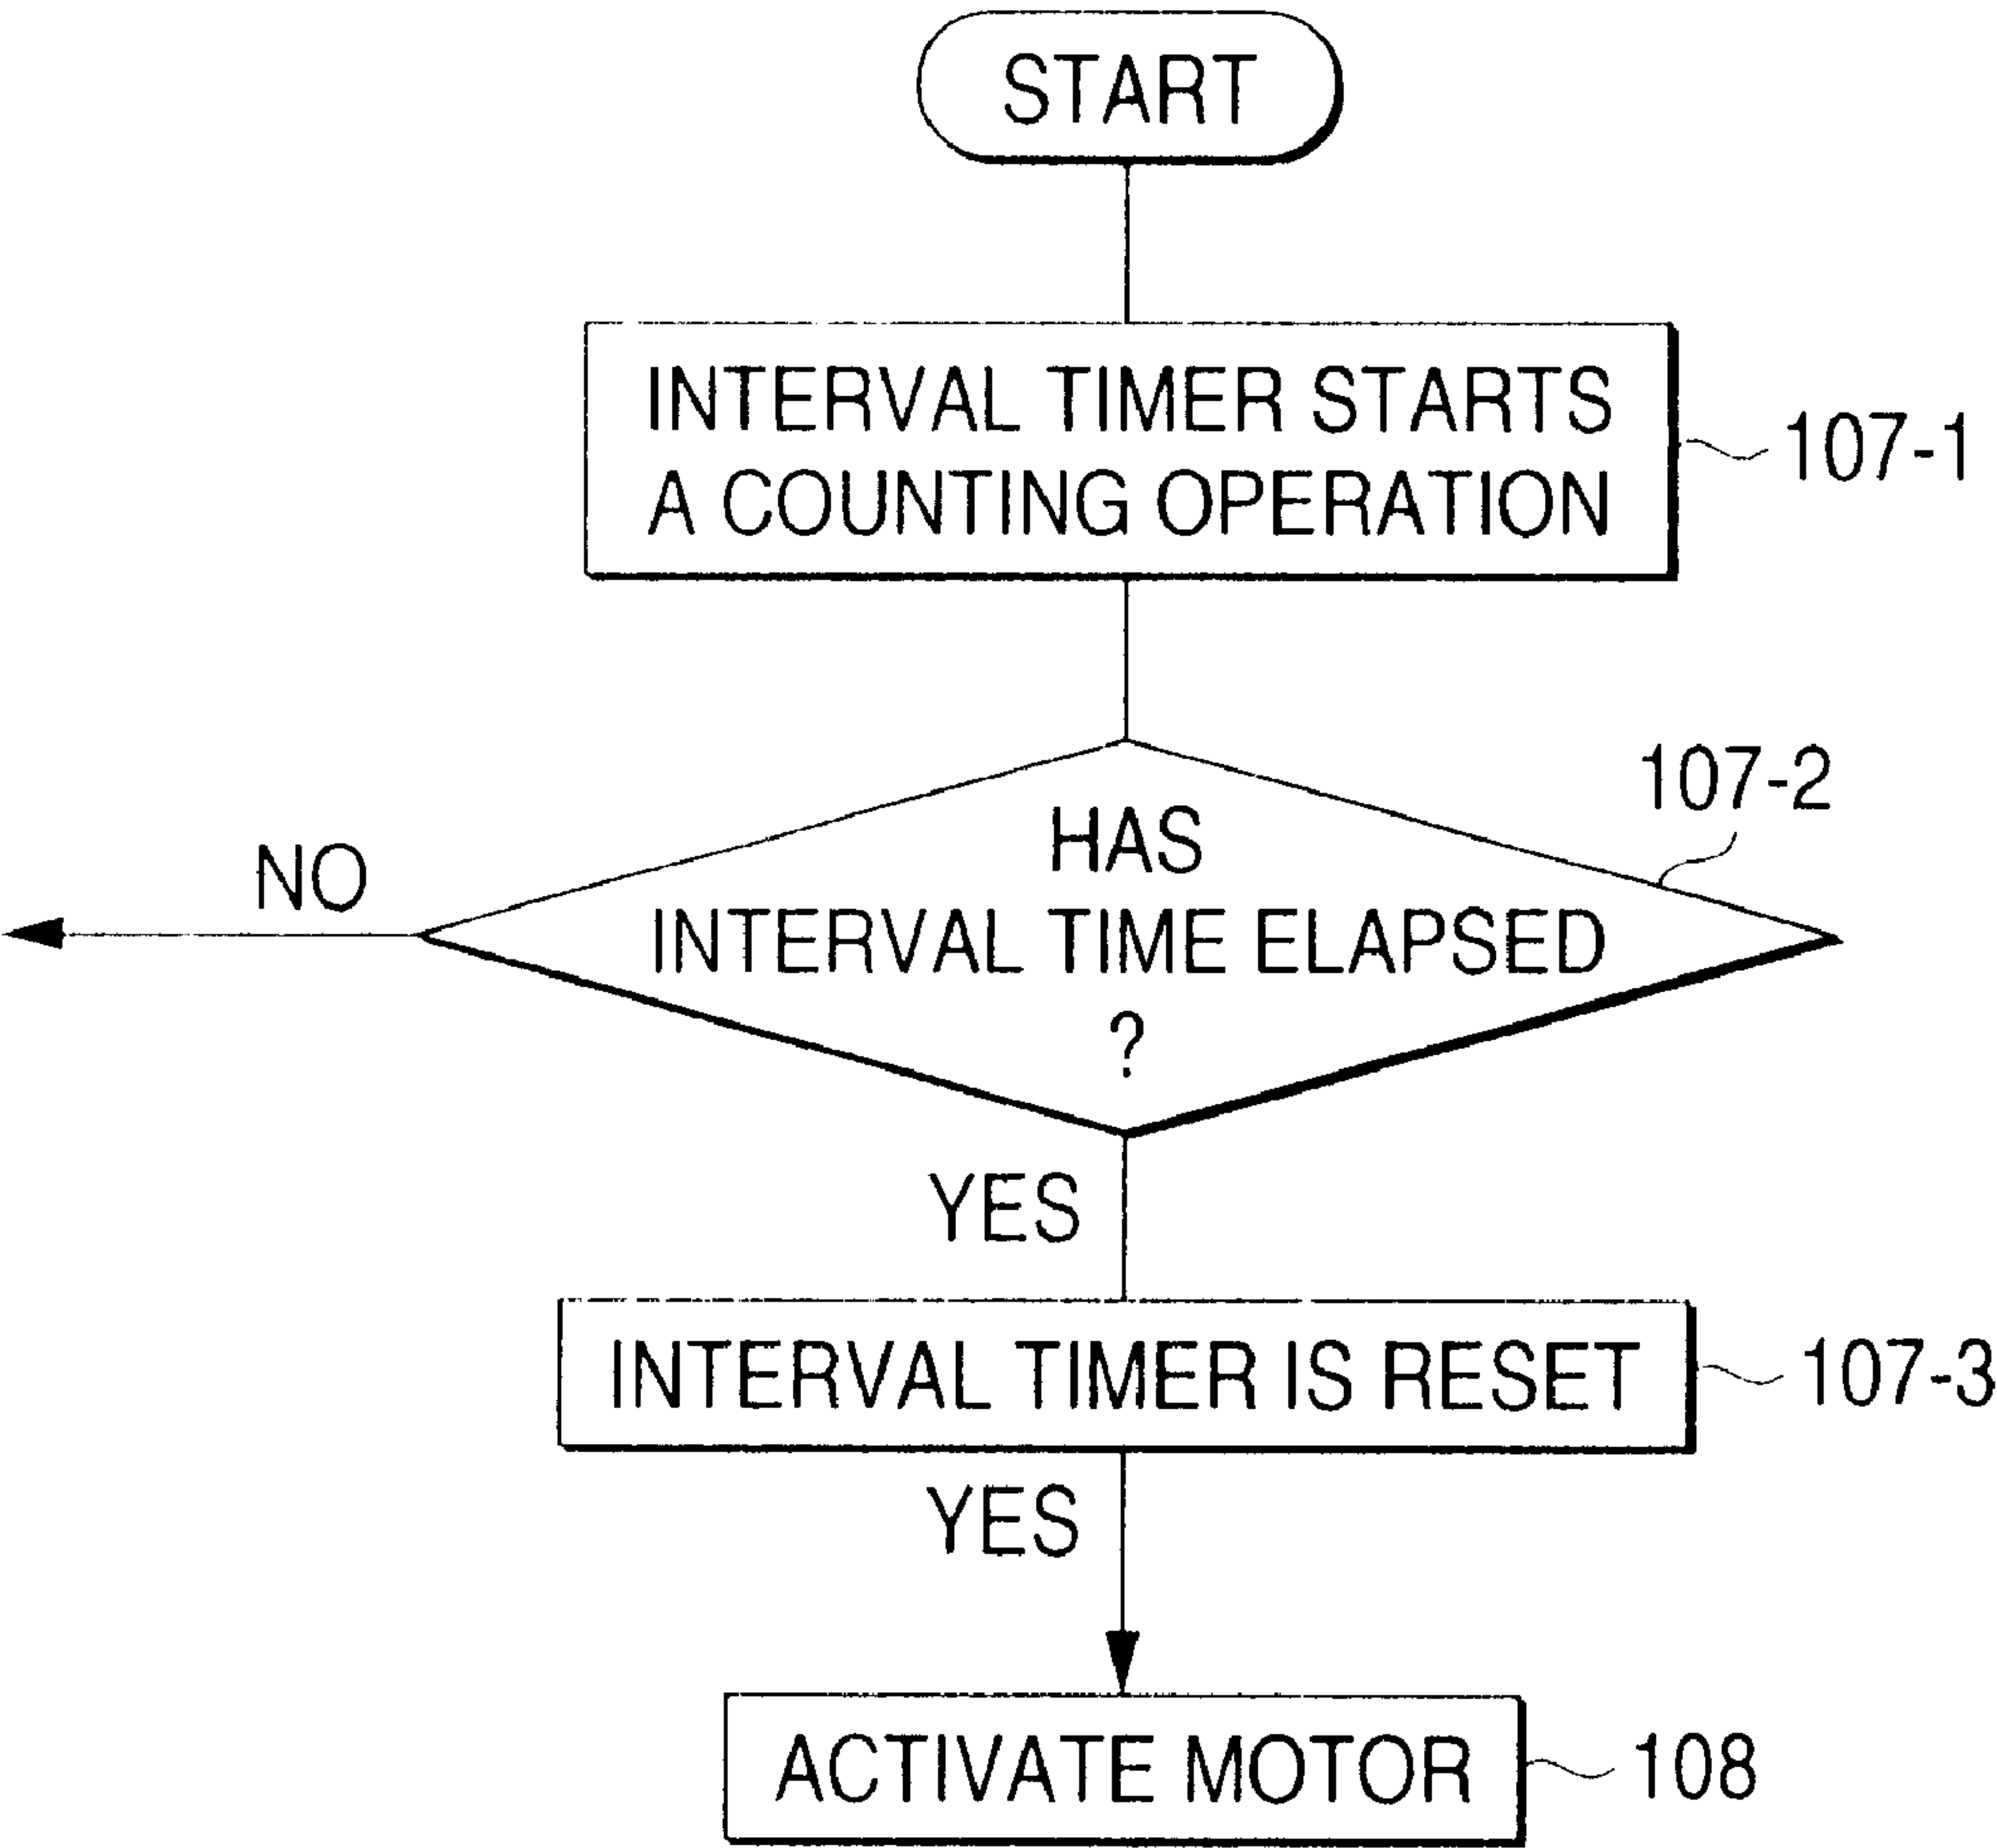 START
INTERVAL TIMER STARTS
A COUNTING OPERATION
107-1
107-2
HAS
INTERVAL TIME ELAPSED
?
NO
YES
INTERVAL TIMER IS RESET
107-3
YES
ACTIVATE MOTOR
108